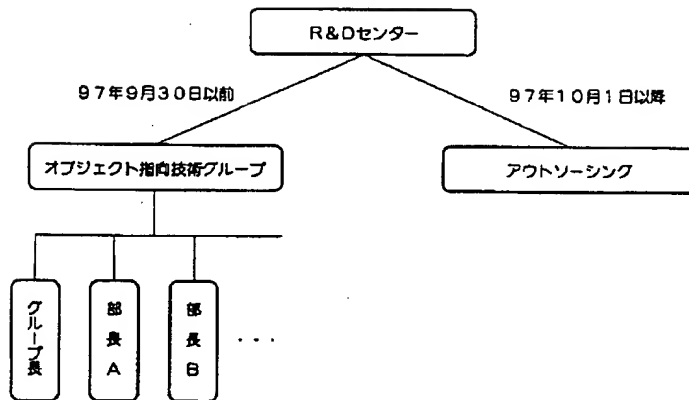 R&Dセンター
97年9月30日以前
97年10月1日以降
オブジェクト指向技術グループ
アウトソーシング
グループ長
部長A
部長B
・・・